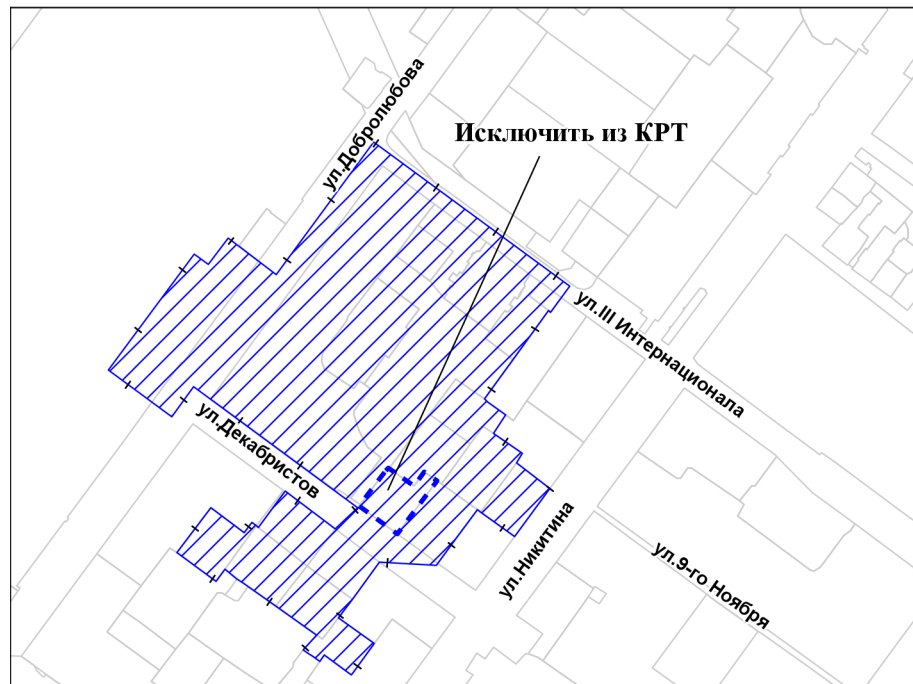 ул.Добролюбова
Исключить из КРТ
ул.III Интернационала
ул.Декабристов
ул.Никитина
ул.9-го Ноября